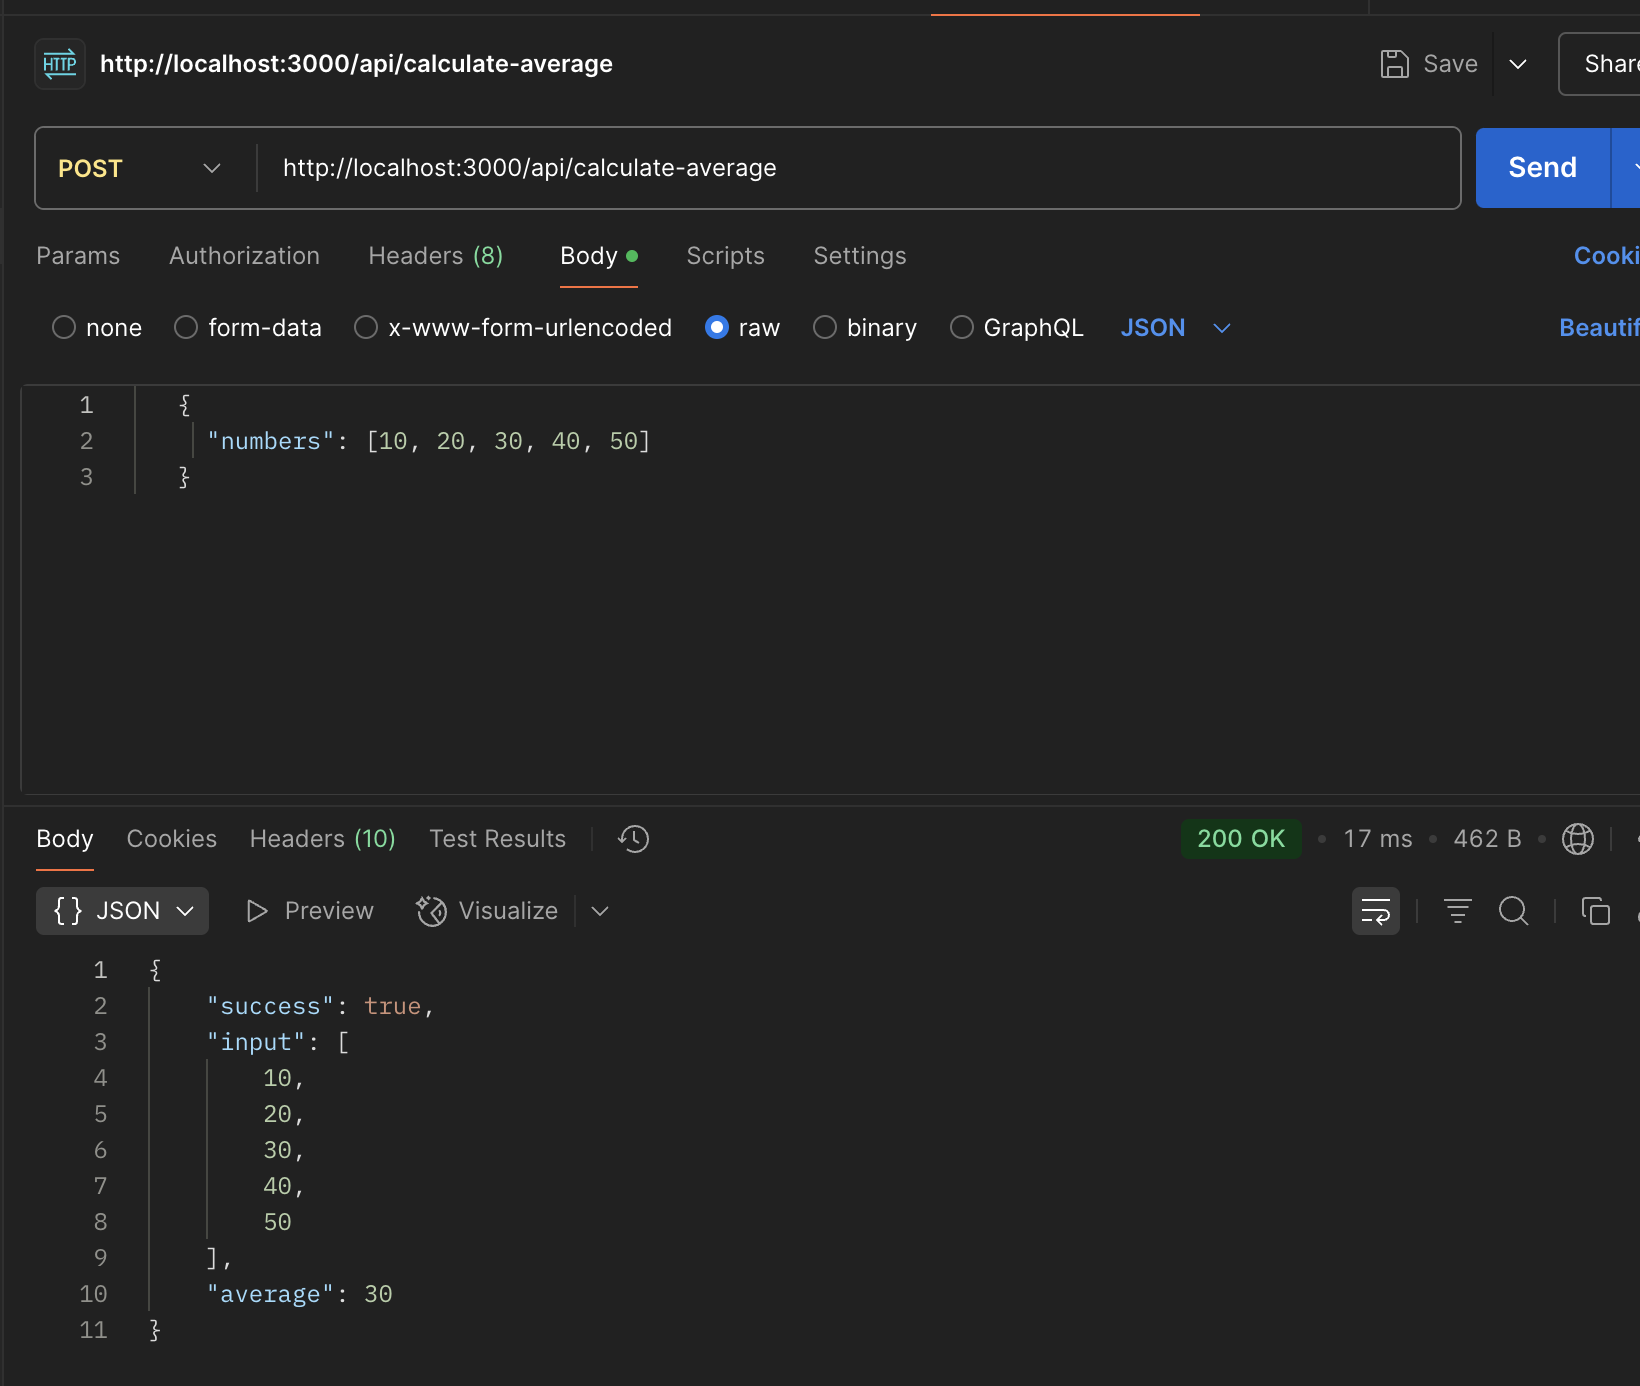 HTTP http://localhost:3000/api/calculate-average Save Share
POST http://localhost:3000/api/calculate-average Send
Params Authorization Headers (8) Body Scripts Settings
none form-data x-www-form-urlencoded raw binary GraphQL JSON
1 {
2 "numbers": [10, 20, 30, 40, 50]
3 }
Body Cookies Headers (10) Test Results 200 OK • 17 ms • 462 B •
{} JSON Preview Visualize
1 {
2 "success": true,
3 "input": [
4 10,
5 20,
6 30,
7 40,
8 50
9 ],
10 "average": 30
11 }